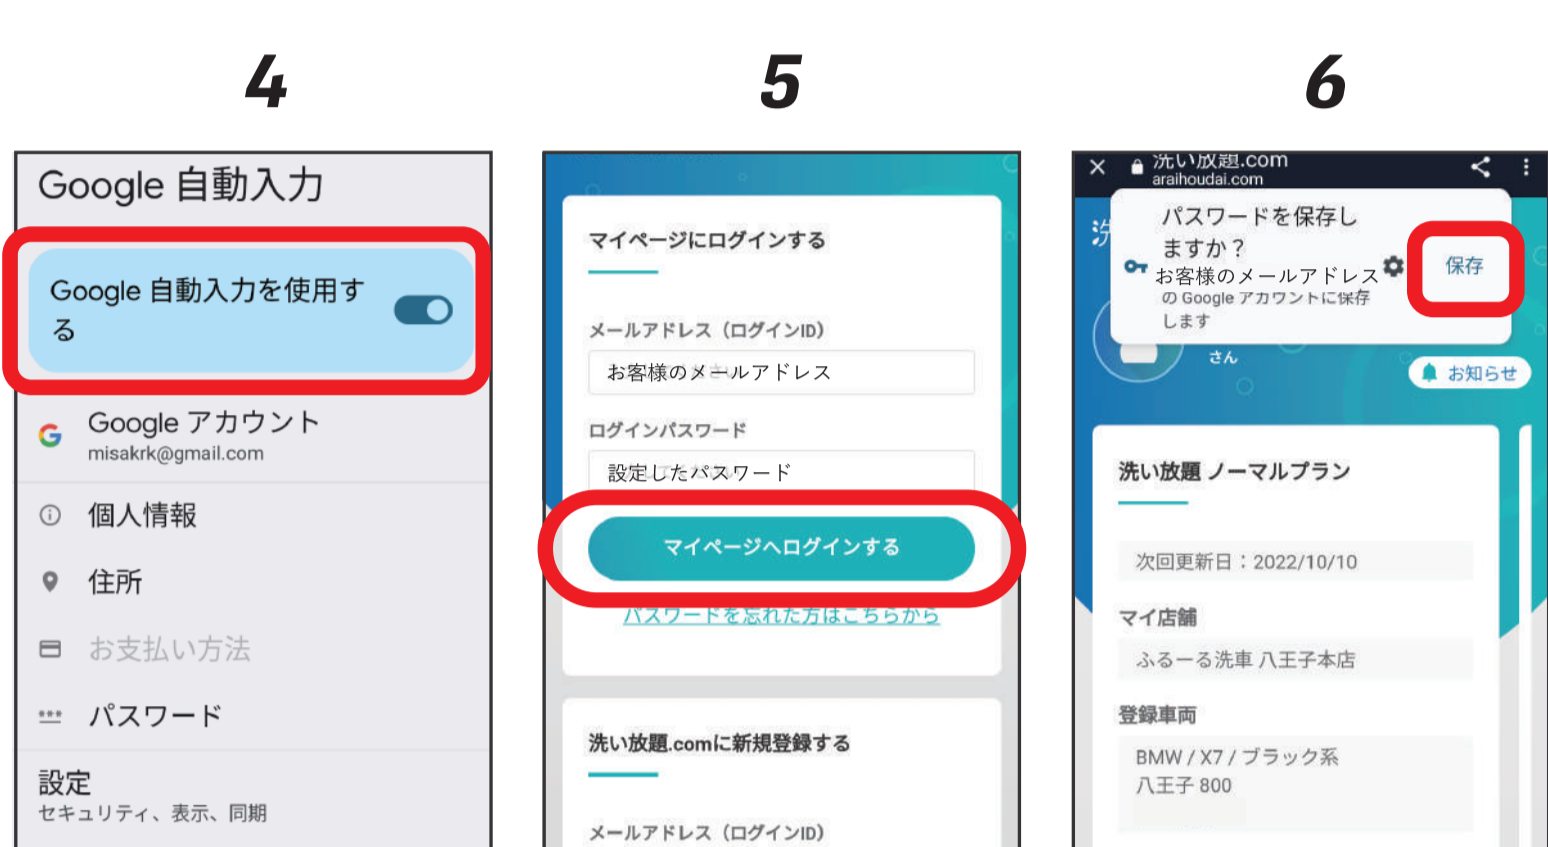 4
Google 自動入力
Google 自動入力を使用す
る
Google アカウント
misakrk@gmail.com
個人情報
住所
お支払い方法
パスワード
設定
セキュリティ、表示、同期
5
マイページにログインする
メールアドレス（ログインID）
お客様のメールアドレス
ログインパスワード
設定したパスワード
マイページへログインする
パスワードを忘れた方はこちらから
洗い放題.comに新規登録する
メールアドレス（ログインID）
6
洗い放題.com
araihoudai.com
パスワードを保存し
ますか？
お客様のメールアドレス
の Google アカウントに保存
します
保存
さん
お知らせ
洗い放題 ノーマルプラン
次回更新日：2022/10/10
マイ店舗
ふるーる洗車 八王子本店
登録車両
BMW / X7 / ブラック系
八王子 800